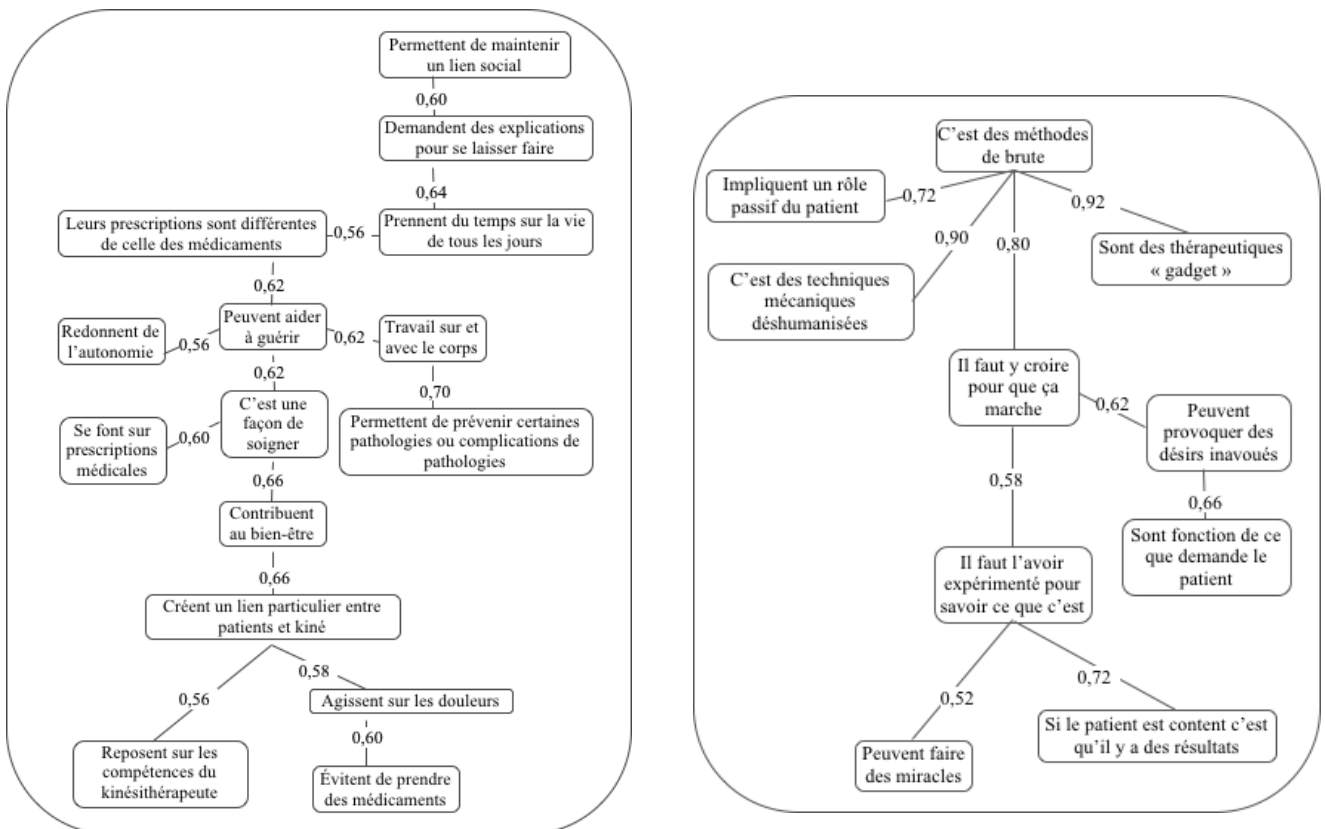 Permettent de maintenir
un lien social
0,60
Demandent des explications
pour se laisser faire
0,64
Leurs prescriptions sont différentes
de celle des médicaments
0,56
Prennent du temps sur la vie
de tous les jours
0,62
Redonnent de
l'autonomie
0,56
Peuvent aider
à guérir
0,62
Travail sur et
avec le corps
0,62
0,70
Se font sur
prescriptions
médicales
0,60
C'est une
façon de
soigner
Permettent de prévenir certaines
pathologies ou complications de
pathologies
0,66
Contribuent
au bien-être
0,66
Créent un lien particulier entre
patients et kiné
0,56
0,58
Agissent sur les douleurs
0,60
Reposent sur les
compétences du
kinésithérapeute
Évitent de prendre
des médicaments
C'est des méthodes
de brute
Impliquent un rôle
passif du patient
0,72
0,90
0,80
0,92
C'est des techniques
mécaniques
déshumanisées
Sont des thérapeutiques
« gadget »
Il faut y croire
pour que ça
marche
0,62
Peuvent
provoquer des
désirs inavoués
0,58
0,66
Sont fonction de ce
que demande le
patient
Il faut l'avoir
expérimenté pour
savoir ce que c'est
0,52
0,72
Peuvent faire
des miracles
Si le patient est content c'est
qu'il y a des résultats